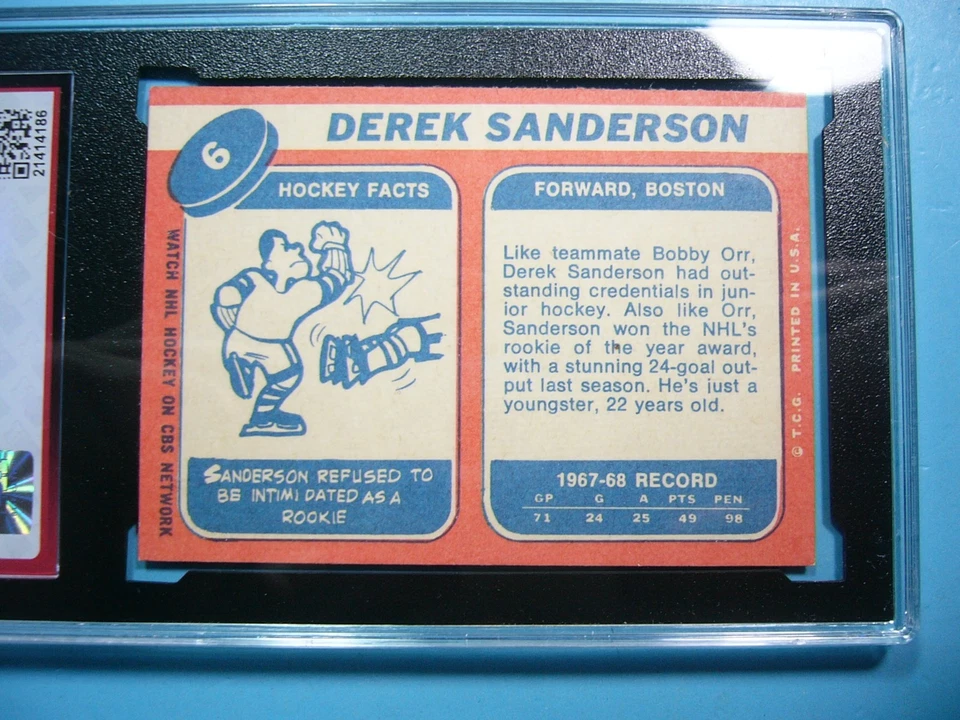 21414186
6
DEREK SANDERSON
HOCKEY FACTS
SANDERSON REFUSED TO
BE INTIMIDATED AS A
ROOKIE
FORWARD, BOSTON
Like teammate Bobby Orr,
Derek Sanderson had out-
standing credentials in jun-
ior hockey. Also like Orr,
Sanderson won the NHL's
rookie of the year award,
with a stunning 24-goal out-
put last season. He's just a
youngster, 22 years old.
1967-68 RECORD
GP G A PTS PEN
71 24 25 49 98
WATCH NHL HOCKEY ON CBS NETWORK
© T.C.G. PRINTED IN U.S.A.